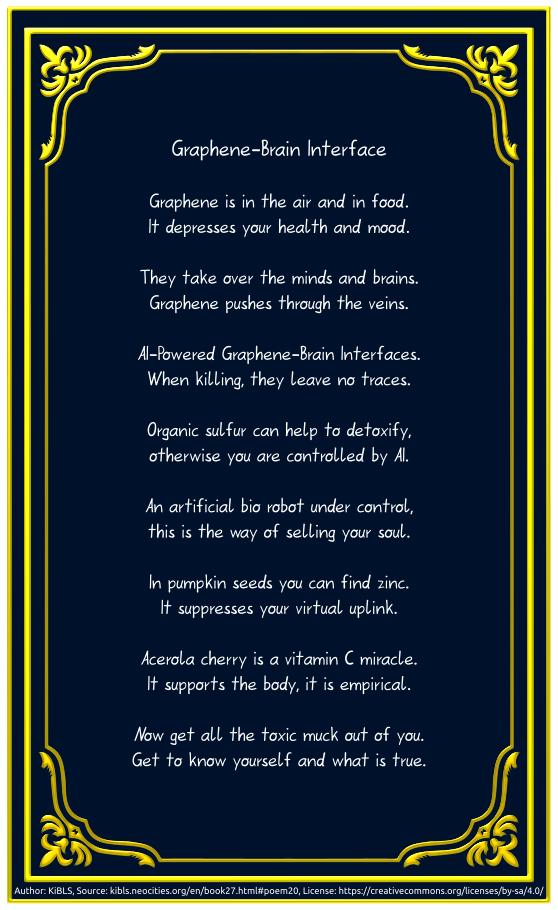 Graphene-Brain Interface
Graphene is in the air and in food.
It depresses your health and mood.
They take over the minds and brains.
Graphene pushes through the veins.
AI-Powered Graphene-Brain Interfaces.
When killing, they leave no traces.
Organic sulfur can help to detoxify,
otherwise you are controlled by AI.
An artificial bio robot under control,
this is the way of selling your soul.
In pumpkin seeds you can find zinc.
It suppresses your virtual uplink.
Acerola cherry is a vitamin C miracle.
It supports the body, it is empirical.
Now get all the toxic muck out of you.
Get to know yourself and what is true.
Author: KiBLS, Source: kibls.neocities.org/en/book27.html#poem20, License: https://creativecommons.org/licenses/by-sa/4.0/